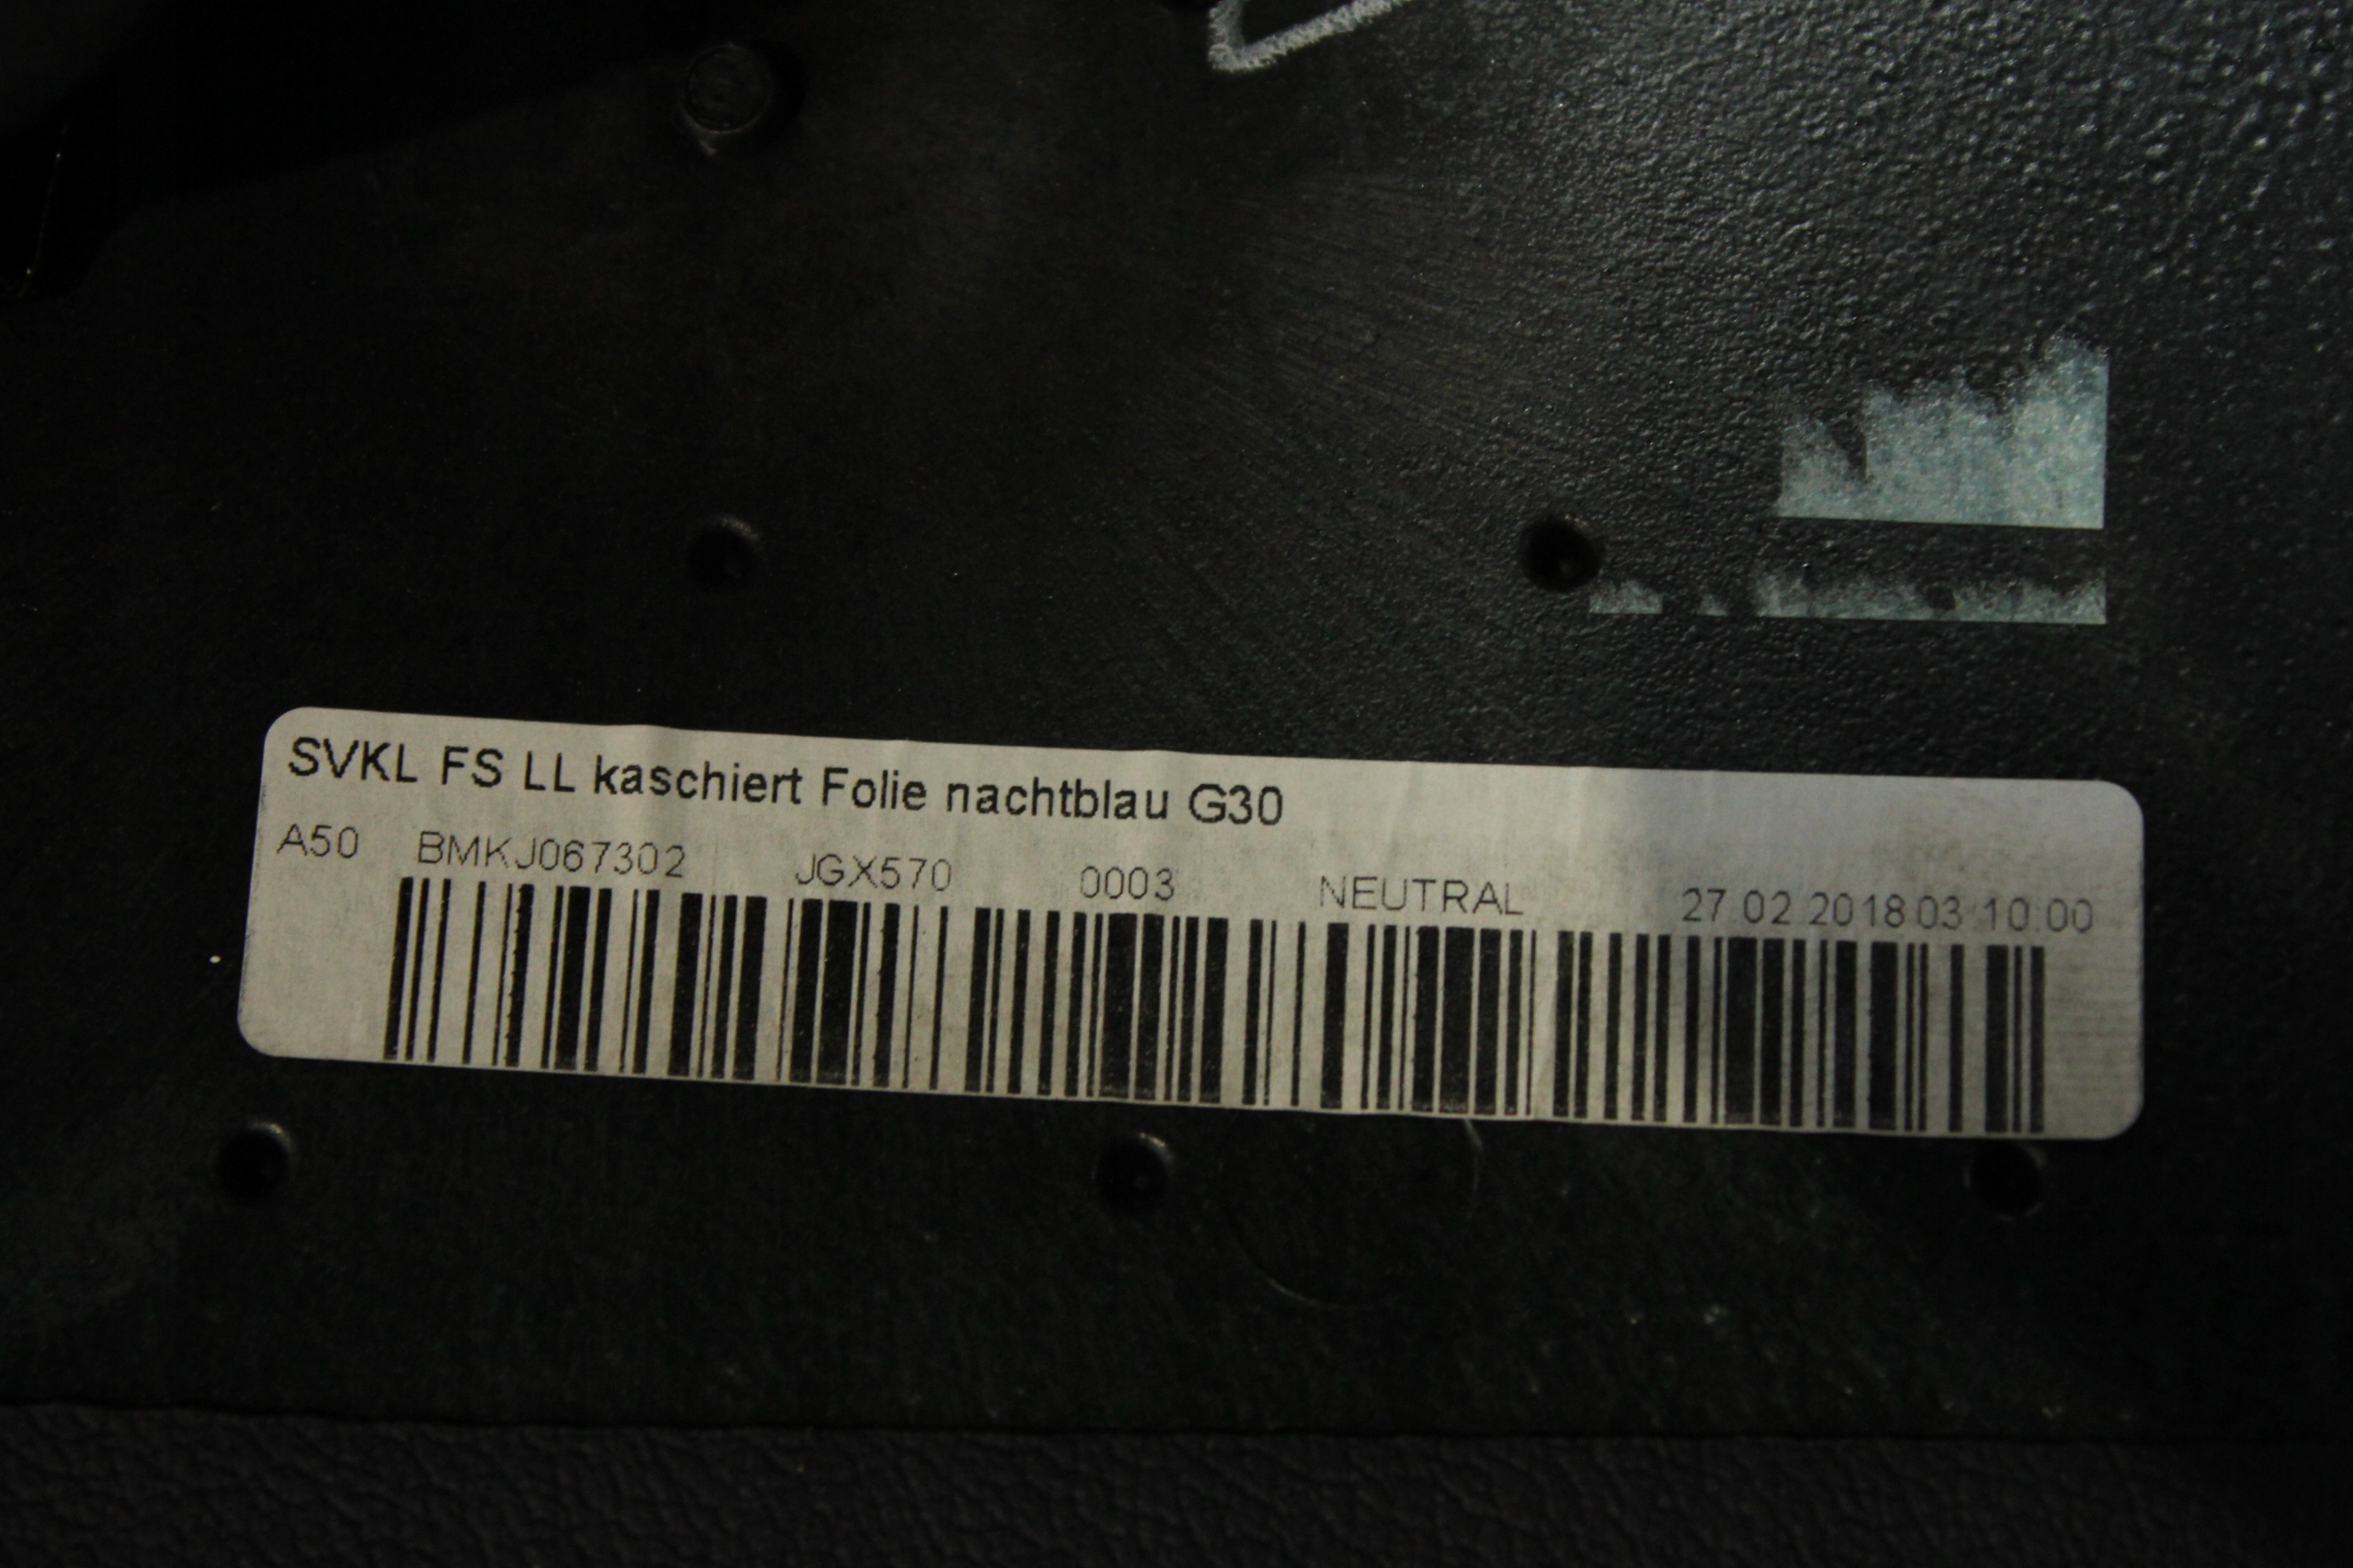 SVKL FS LL kaschiert Folie nachtblau G30
A50 BMKJ067302 JGX570 0003 NEUTRAL 27.02.2018 03:10:00